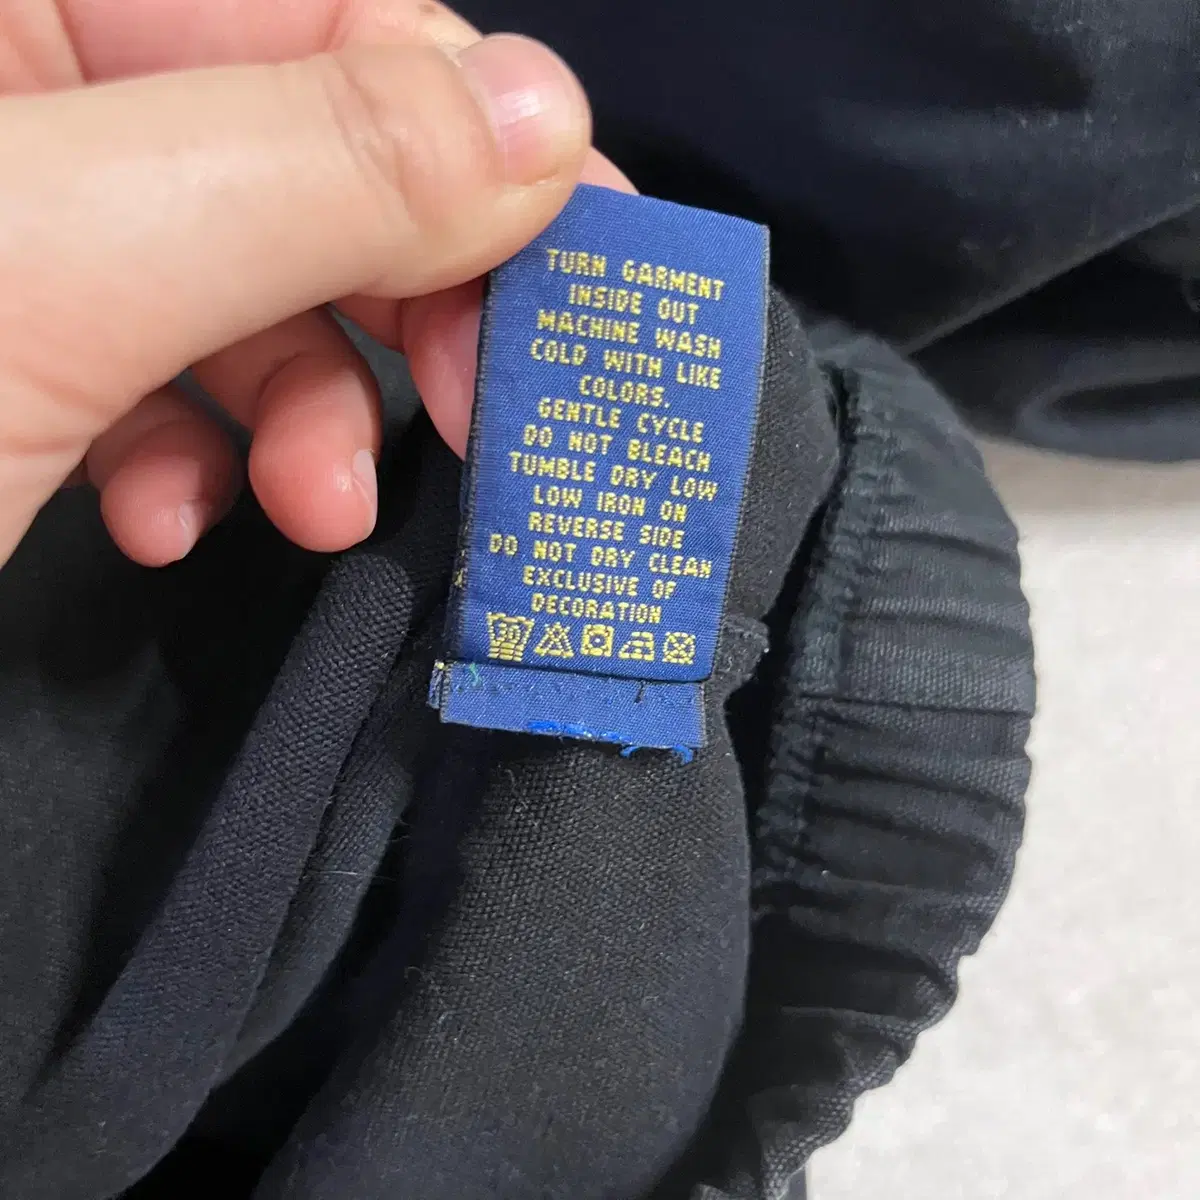 TURN GARMENT
INSIDE OUT
MACHINE WASH
COLD WITH LIKE
COLORS.
GENTLE CYCLE
DO NOT BLEACH
TUMBLE DRY LOW
LOW IRON ON
REVERSE SIDE
DO NOT DRY CLEAN
EXCLUSIVE OF
DECORATION
30